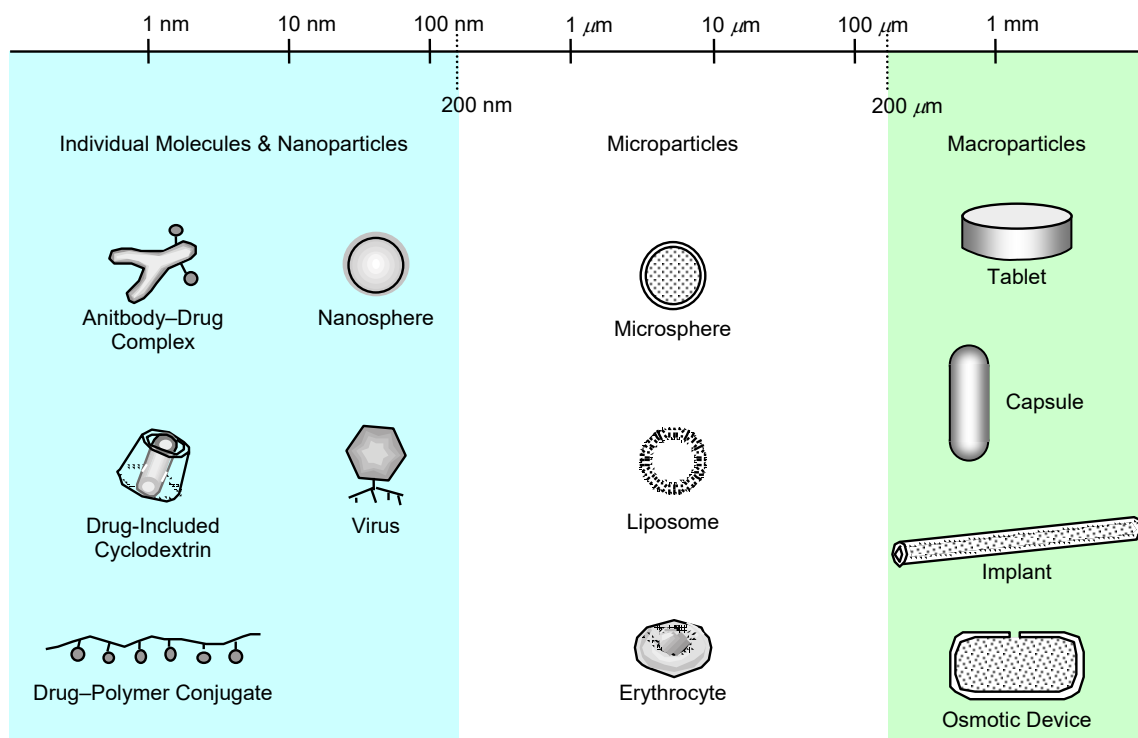 1 nm 10 nm 100 nm 1 μm 10 μm 100 μm 1 mm
200 nm 200 μm
Individual Molecules & Nanoparticles Microparticles Macroparticles
Anitbody–Drug
Complex
Nanosphere
Microsphere
Tablet
Capsule
Drug-Included
Cyclodextrin
Virus
Liposome
Implant
Drug–Polymer Conjugate
Erythrocyte
Osmotic Device